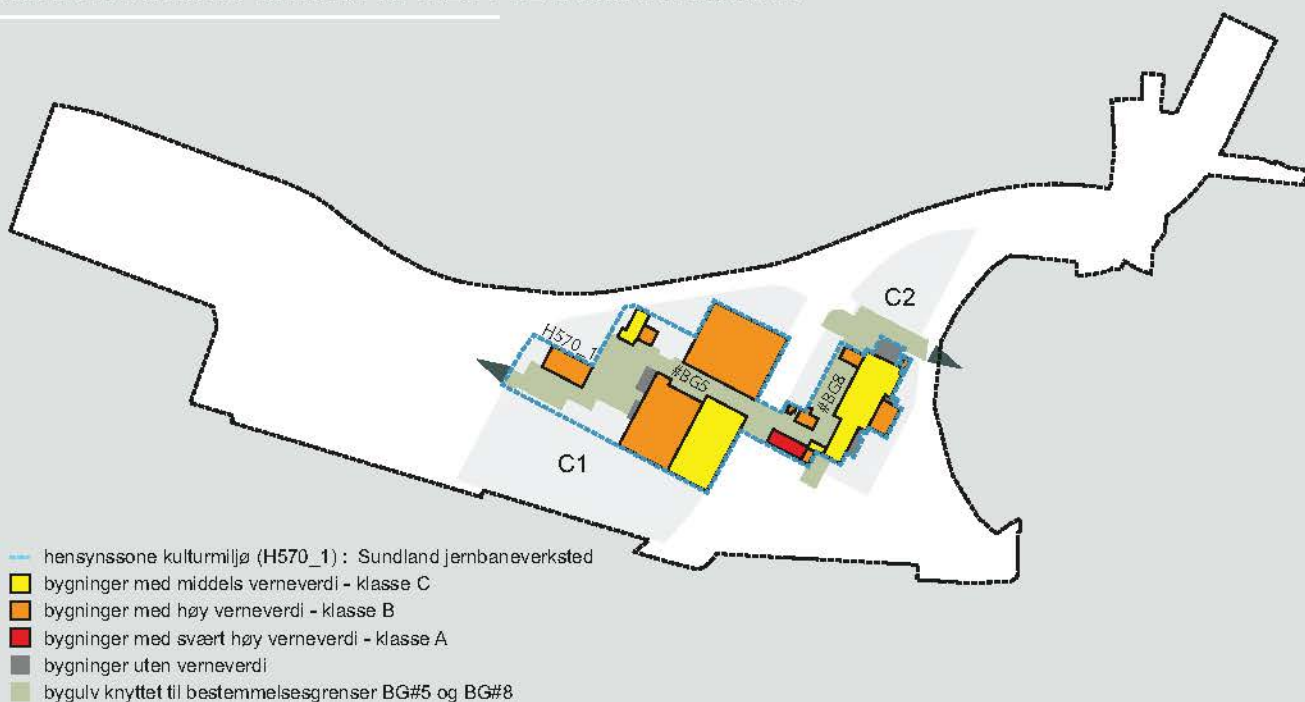 C2
H570_1
#BG5
#BG8
C1
hensynssone kulturmiljø (H570_1) : Sundland jernbaneverksted
bygninger med middels verneverdi - klasse C
bygninger med høy verneverdi - klasse B
bygninger med svært høy verneverdi - klasse A
bygninger uten verneverdi
bygulv knyttet til bestemmelsesgrenser BG#5 og BG#8